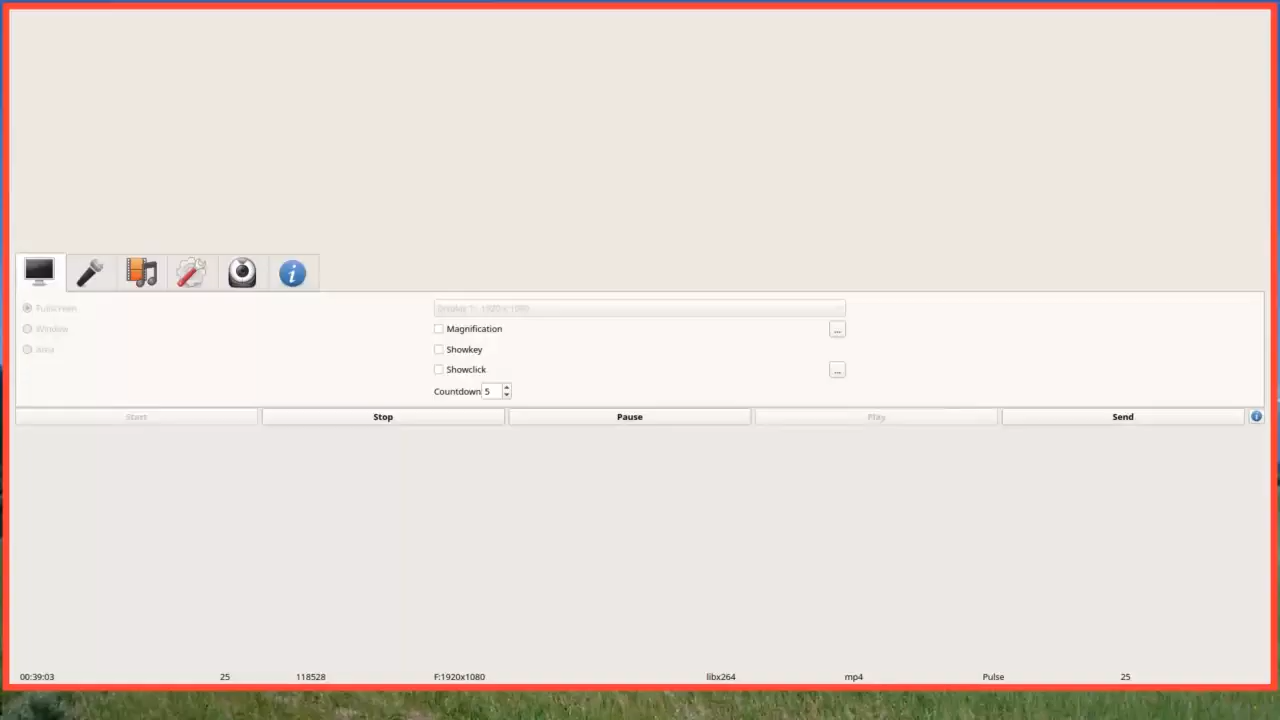 Fullscreen
Display 1: 1920 x 1080
Window
Magnification
...
Area
Showkey
Showclick
...
Countdown 5
Start
Stop
Pause
Play
Send
00:39:03
25
118528
F:1920x1080
libx264
mp4
Pulse
25